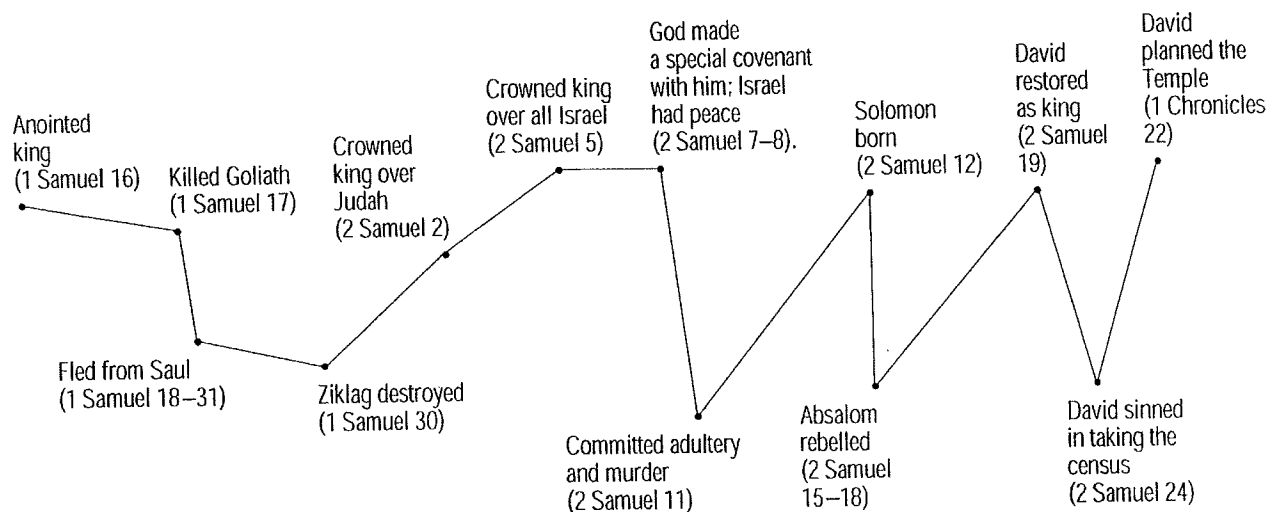 Anointed
king
(1 Samuel 16)
Killed Goliath
(1 Samuel 17)
Fled from Saul
(1 Samuel 18–31)
Ziklag destroyed
(1 Samuel 30)
Crowned
king over
Judah
(2 Samuel 2)
Crowned king
over all Israel
(2 Samuel 5)
God made
a special covenant
with him; Israel
had peace
(2 Samuel 7–8).
Committed adultery
and murder
(2 Samuel 11)
Solomon
born
(2 Samuel 12)
Absalom
rebelled
(2 Samuel
15–18)
David
restored
as king
(2 Samuel
19)
David sinned
in taking the
census
(2 Samuel 24)
David
planned the
Temple
(1 Chronicles
22)